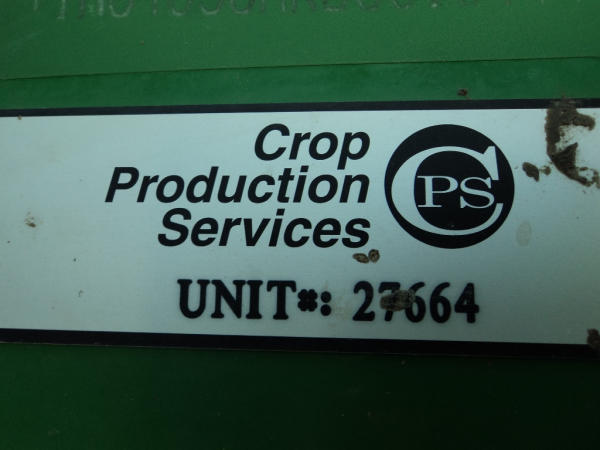 Crop
Production
Services
CPS
UNIT#: 27664